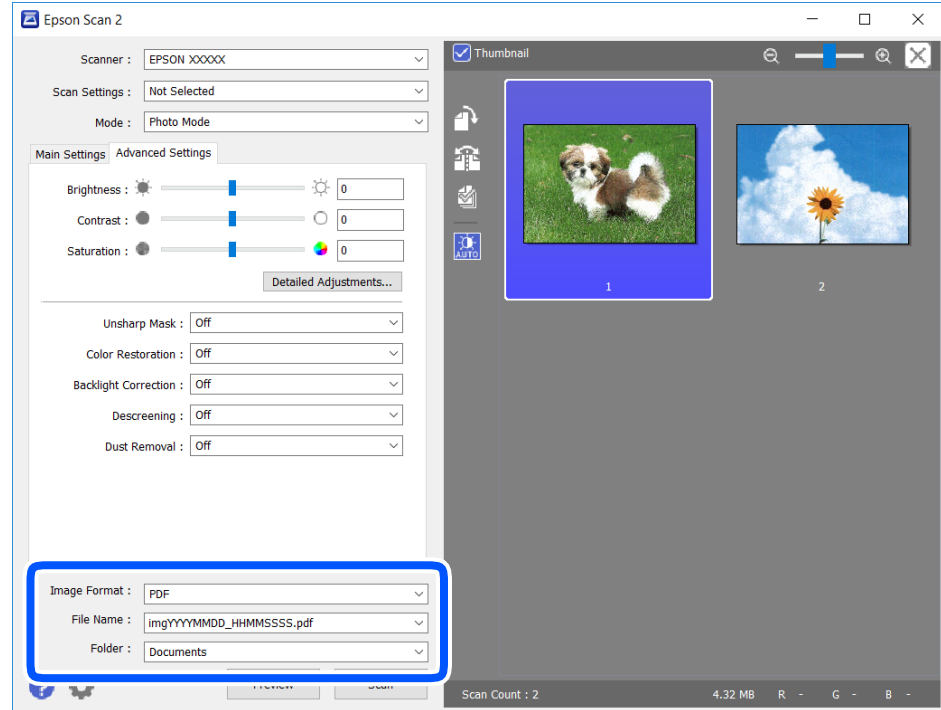 Epson Scan 2
Scanner : EPSON XXXXX
Scan Settings : Not Selected
Mode : Photo Mode
Main Settings Advanced Settings
Brightness : 0
Contrast : 0
Saturation : 0
Detailed Adjustments...
Unsharp Mask : Off
Color Restoration : Off
Backlight Correction : Off
Descreening : Off
Dust Removal : Off
Image Format : PDF
File Name : imgYYYYMMDD_HHMMSSSS.pdf
Folder : Documents
Preview Scan
Thumbnail
AUTO
1 2
Scan Count : 2 4.32 MB R - G - B -